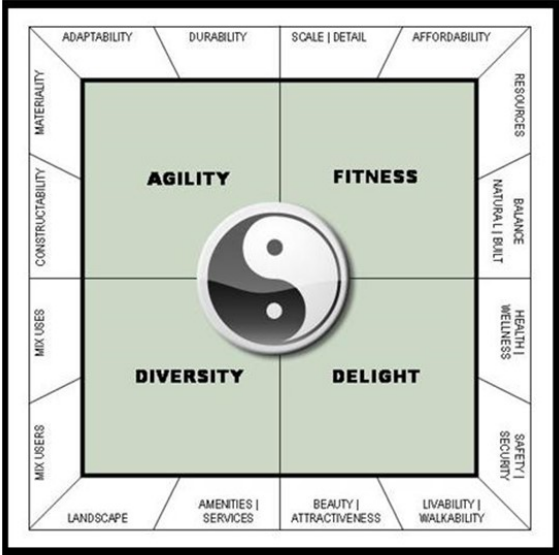 ADAPTABILITY
DURABILITY
SCALE | DETAIL
AFFORDABILITY
MATERIALITY
CONSTRUCTABILITY
MIX USES
MIX USERS
AGILITY
FITNESS
DIVERSITY
DELIGHT
RESOURCES
BALANCE
NATURAL | BUILT
HEALTH |
WELLNESS
SAFETY |
SECURITY
LANDSCAPE
AMENITIES |
SERVICES
BEAUTY |
ATTRACTIVENESS
LIVABILITY |
WALKABILITY